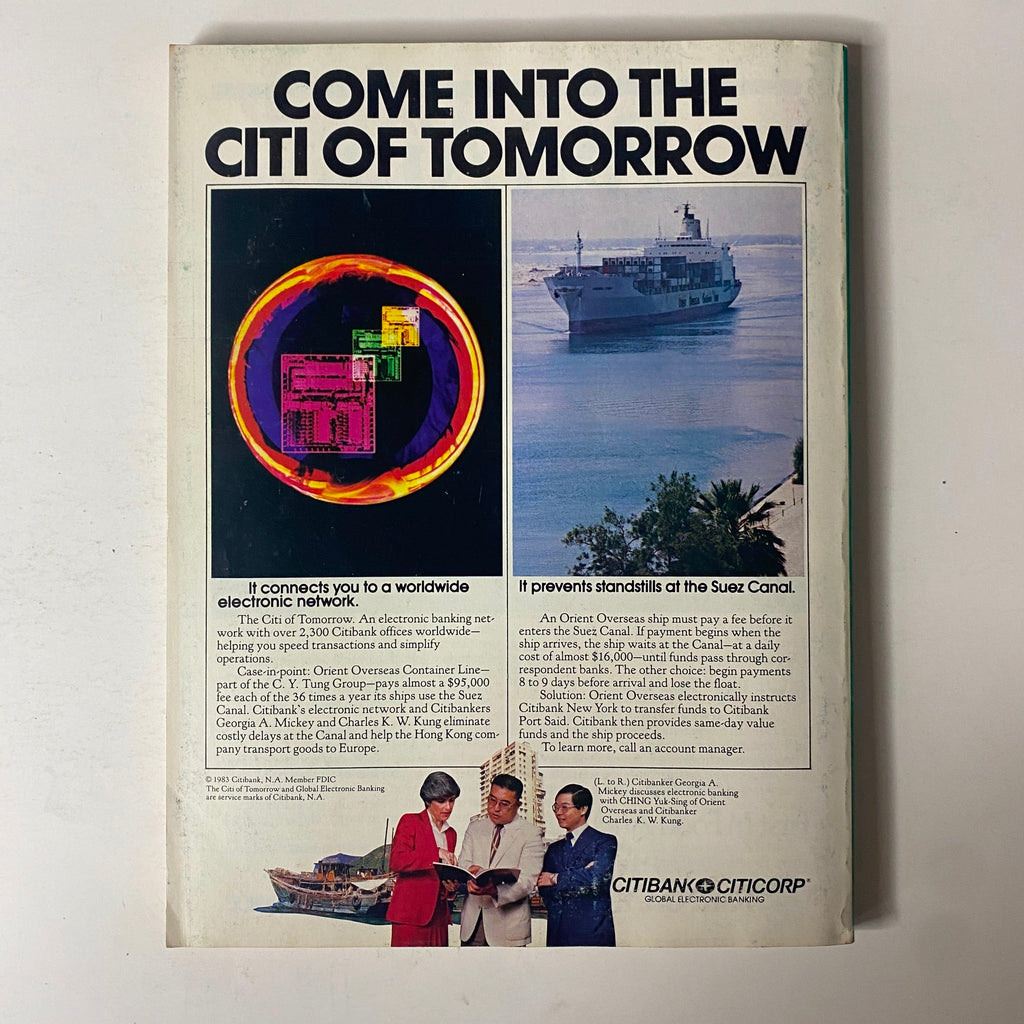 COME INTO THE
CITI OF TOMORROW
It connects you to a worldwide
electronic network.
The Citi of Tomorrow. An electronic banking net-
work with over 2,300 Citibank offices worldwide—
helping you speed transactions and simplify
operations.
Case-in-point: Orient Overseas Container Line—
part of the C. Y. Tung Group—pays almost a $95,000
fee each of the 36 times a year its ships use the Suez
Canal. Citibank's electronic network and Citibankers
Georgia A. Mickey and Charles K. W. Kung eliminate
costly delays at the Canal and help the Hong Kong com-
pany transport goods to Europe.
It prevents standstills at the Suez Canal.
An Orient Overseas ship must pay a fee before it
enters the Suez Canal. If payment begins when the
ship arrives, the ship waits at the Canal—at a daily
cost of almost $16,000—until funds pass through cor-
respondent banks. The other choice: begin payments
8 to 9 days before arrival and lose the float.
Solution: Orient Overseas electronically instructs
Citibank New York to transfer funds to Citibank
Port Said. Citibank then provides same-day value
funds and the ship proceeds.
To learn more, call an account manager.
© 1983 Citibank, N.A. Member FDIC
The Citi of Tomorrow and Global Electronic Banking
are service marks of Citibank, N.A.
(L. to R.) Citibanker Georgia A.
Mickey discusses electronic banking
with CHING Yuk-Sing of Orient
Overseas and Citibanker
Charles K. W. Kung.
CITIBANK CITICORP®
GLOBAL ELECTRONIC BANKING